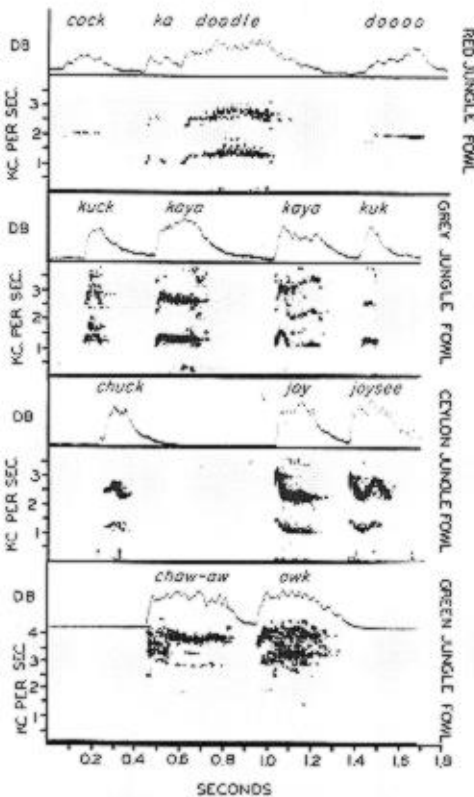 cock ka doodle doooo
DB
KC. PER SEC.
3
2
1
RED JUNGLE FOWL
kuck kaya kaya kuk
DB
KC. PER SEC.
3
2
1
GREY JUNGLE FOWL
chuck joy joysee
DB
KC PER SEC.
3
2
1
CEYLON JUNGLE FOWL
chaw-aw awk
DB
KC PER SEC.
4
3
2
1
GREEN JUNGLE FOWL
0.2 0.4 0.6 0.8 1.0 1.2 1.4 1.6 1.8
SECONDS